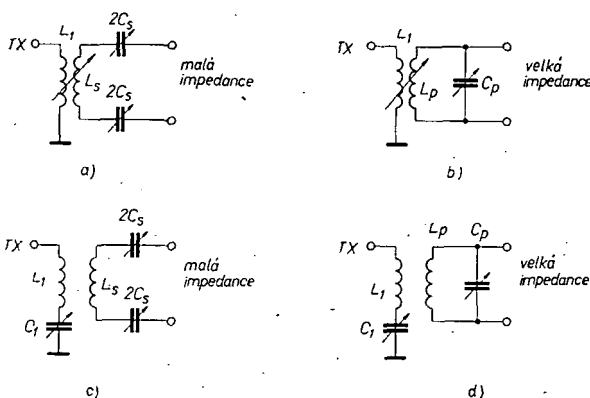 2Cs
TX
L1
Ls
malá
impedance
2Cs
a)
TX
L1
Lp
Cp
velká
impedance
b)
2Cs
TX
L1
Ls
malá
impedance
2Cs
C1
c)
Lp
Cp
TX
L1
velká
impedance
C1
d)